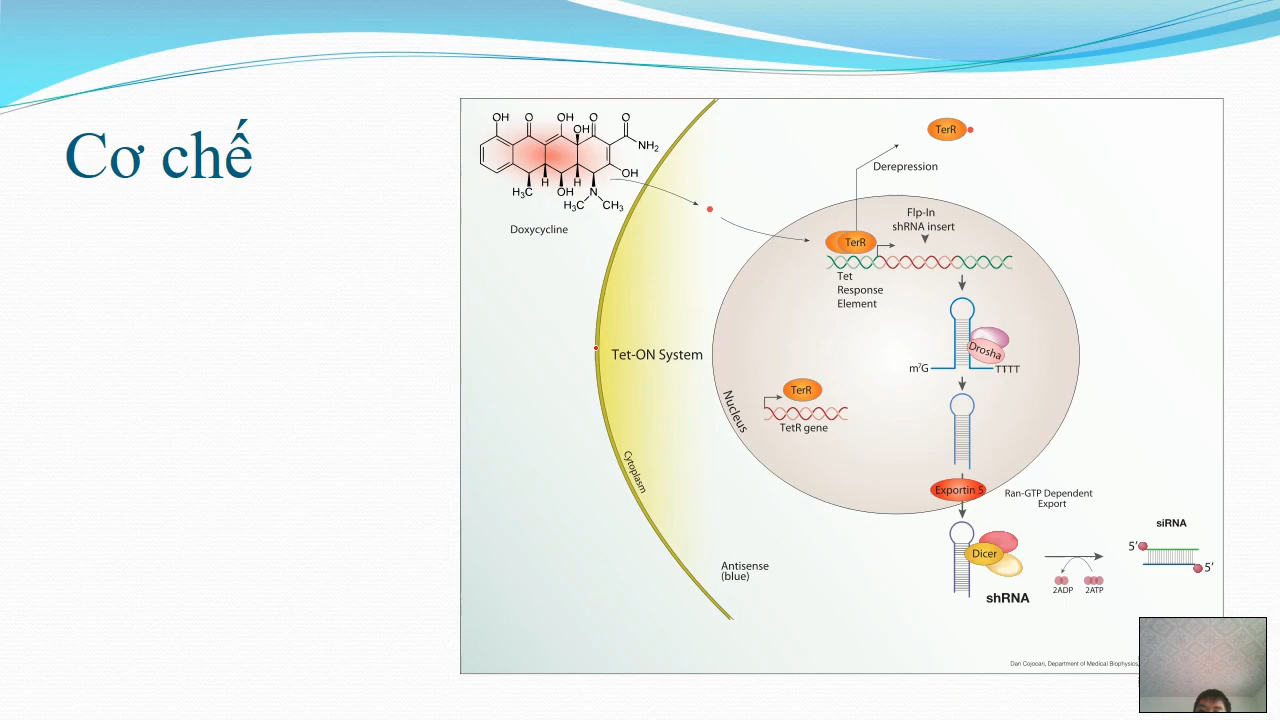 Cơ chế
OH
O
OH
OH
O
O
NH₂
OH
H₃C
H
OH
H
N
H₃C
CH₃
Doxycycline
TerR
Derepression
Flp-In
shRNA insert
TerR
Tet
Response
Element
Drosha
m⁷G
TTTT
Tet-ON System
TerR
TetR gene
Nucleus
Cytoplasm
Exportin 5
Ran-GTP Dependent
Export
siRNA
5'
5'
Dicer
2ADP
2ATP
shRNA
Antisense
(blue)
Dan Cojocari, Department of Medical Biophysics,